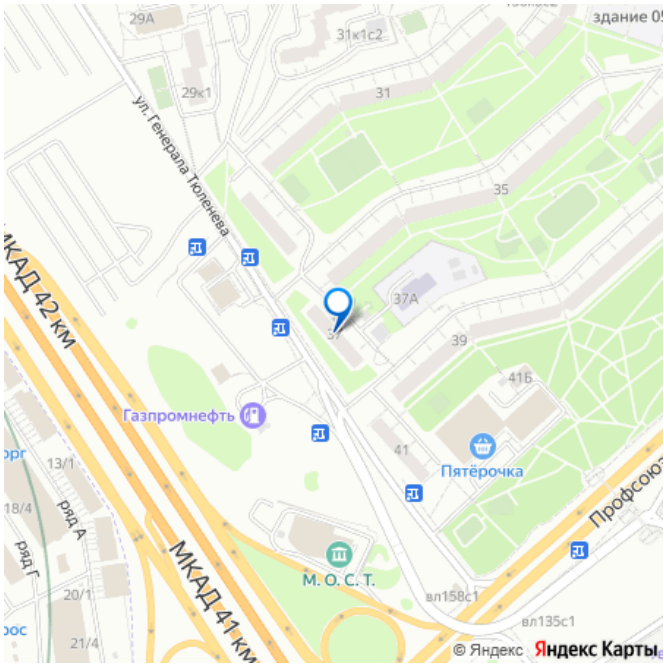 здание 05
29А
31к1с2
29к1
31
ул. Генерала Тюленева
35
МКАД 42 км
37А
37
39
41Б
Газпромнефть
41
Пятёрочка
13/1
ряд А
18/4
Профсоюз
ряд Г
МКАД 41 км
М. О. С. Т.
20/1
вл158с1
вл135с1
21/4
© Яндекс Яндекс Карты